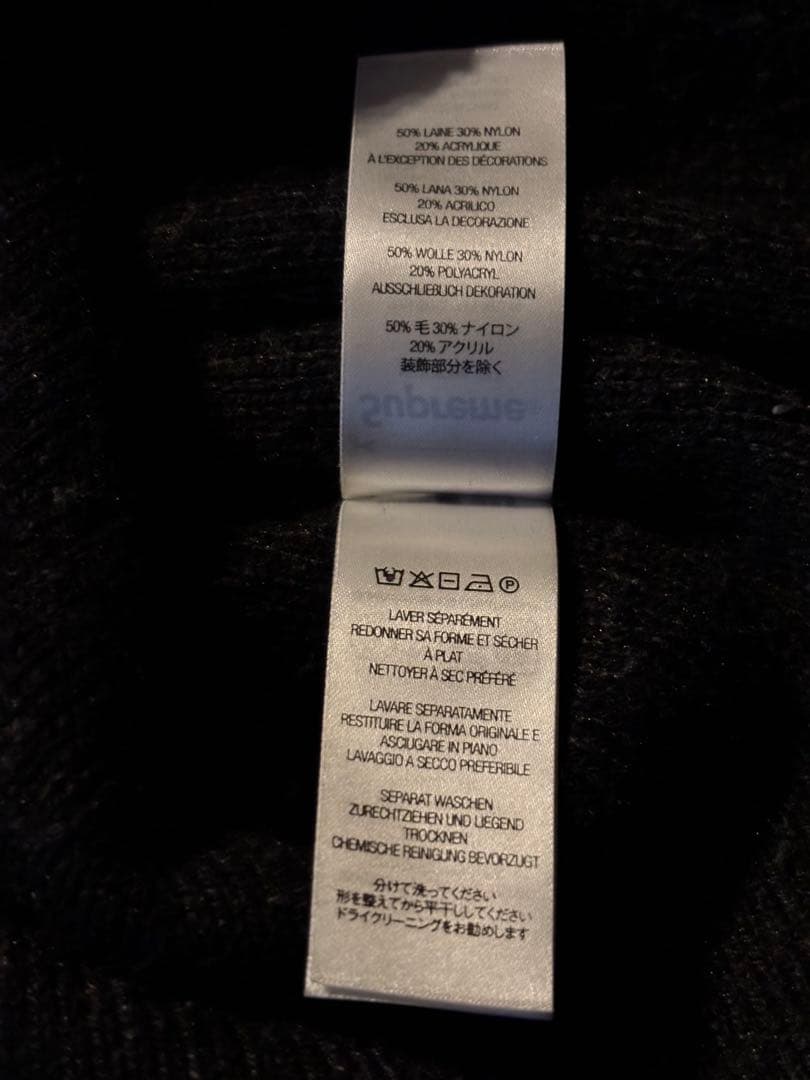 50% LAINE 30% NYLON
20% ACRYLIQUE
À L'EXCEPTION DES DÉCORATIONS
50% LANA 30% NYLON
20% ACRILICO
ESCLUSA LA DECORAZIONE
50% WOLLE 30% NYLON
20% POLYACRYL
AUSSCHLIEBLICH DEKORATION
50% 毛 30% ナイロン
20% アクリル
装飾部分を除く
Supreme
P
LAVER SÉPARÉMENT
REDONNER SA FORME ET SÉCHER
À PLAT
NETTOYER À SEC PRÉFÉRÉ
LAVARE SEPARATAMENTE
RESTITUIRE LA FORMA ORIGINALE E
ASCIUGARE IN PIANO
LAVAGGIO A SECCO PREFERIBILE
SEPARAT WASCHEN
ZURECHTZIEHEN UND LIEGEND
TROCKNEN
CHEMISCHE REINIGUNG BEVORZUGT
分けて洗ってください
形を整えてから平干ししてください
ドライクリーニングをお勧めします